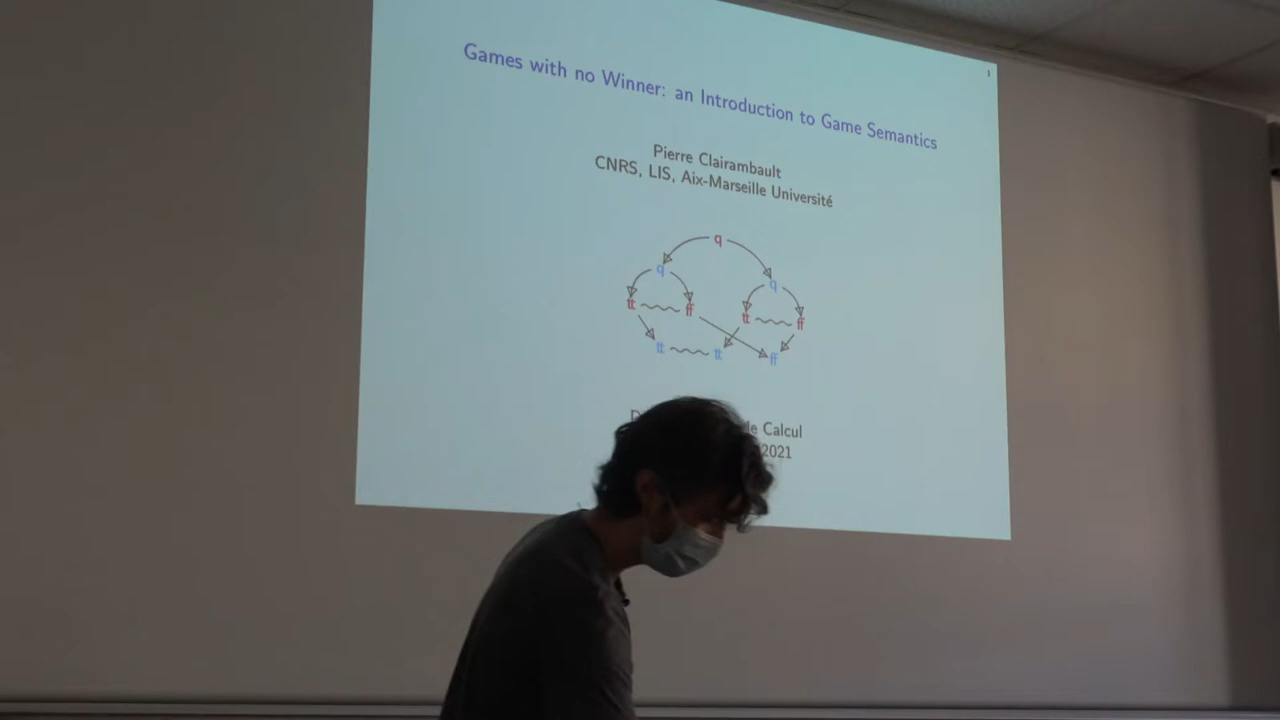 1
Games with no Winner: an Introduction to Game Semantics
Pierre Clairambault
CNRS, LIS, Aix-Marseille Université
q
q q
tt ff tt ff
tt tt ff
de Calcul
2021